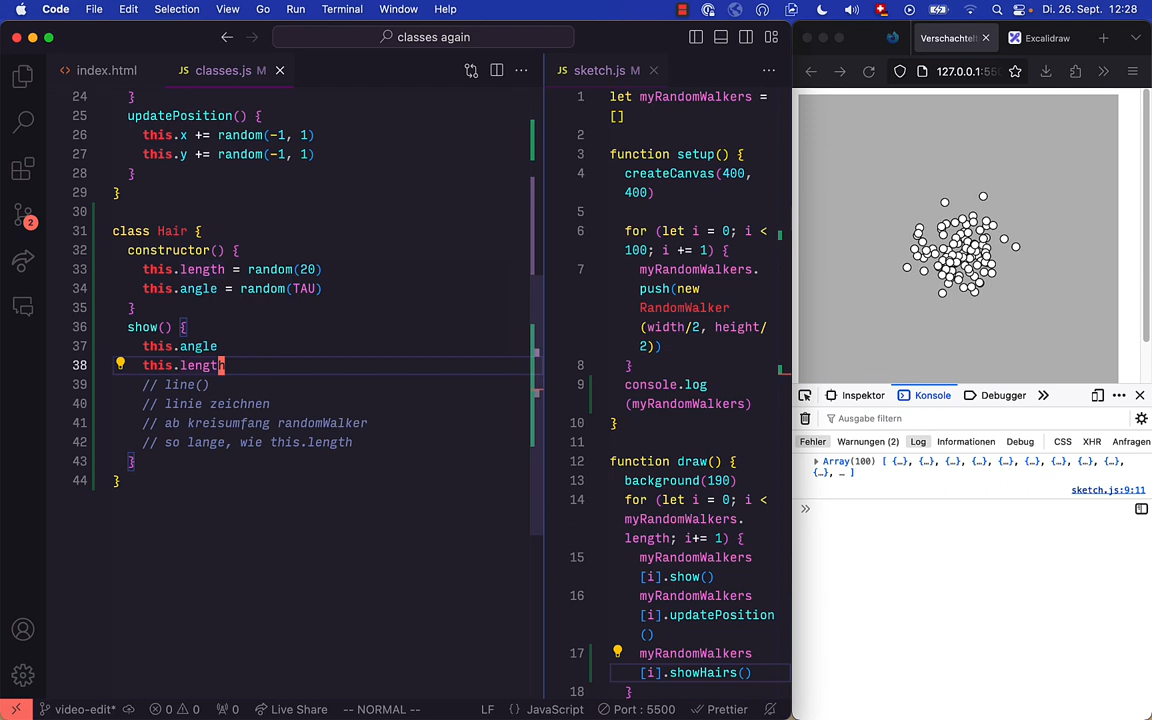 Code File Edit Selection View Go Run Terminal Window Help Di. 26. Sept. 12:28
classes again
Verschachtel
Excalidraw
index.html
JS classes.js M
JS sketch.js M
127.0.0.1:550
24 }
25 updatePosition() {
26 this.x += random(-1, 1)
27 this.y += random(-1, 1)
28 }
29 }
30
31 class Hair {
32 constructor() {
33 this.length = random(20)
34 this.angle = random(TAU)
35 }
36 show() {
37 this.angle
38 this.length
39 // line()
40 // linie zeichnen
41 // ab kreisumfang randomWalker
42 // so lange, wie this.length
43 }
44 }
1 let myRandomWalkers =
[]
2
3 function setup() {
4 createCanvas(400,
400)
5
6 for (let i = 0; i <
100; i += 1) {
7 myRandomWalkers.
push(new
RandomWalker
(width/2, height/
2))
8 }
9 console.log
(myRandomWalkers)
10 }
11
12 function draw() {
13 background(190)
14 for (let i = 0; i <
myRandomWalkers.
length; i+= 1) {
15 myRandomWalkers
[i].show()
16 myRandomWalkers
[i].updatePosition
()
17 myRandomWalkers
[i].showHairs()
18 }
Inspektor Konsole Debugger
Ausgabe filtern
Fehler Warnungen (2) Log Informationen Debug CSS XHR Anfragen
Array(100) [ {…}, {…}, {…}, {…}, {…}, {…}, {…}, {…}, {…},
{…}, … ]
sketch.js:9:11
2
video-edit* 0 0 0 Live Share -- NORMAL -- LF {} JavaScript Port : 5500 Prettier